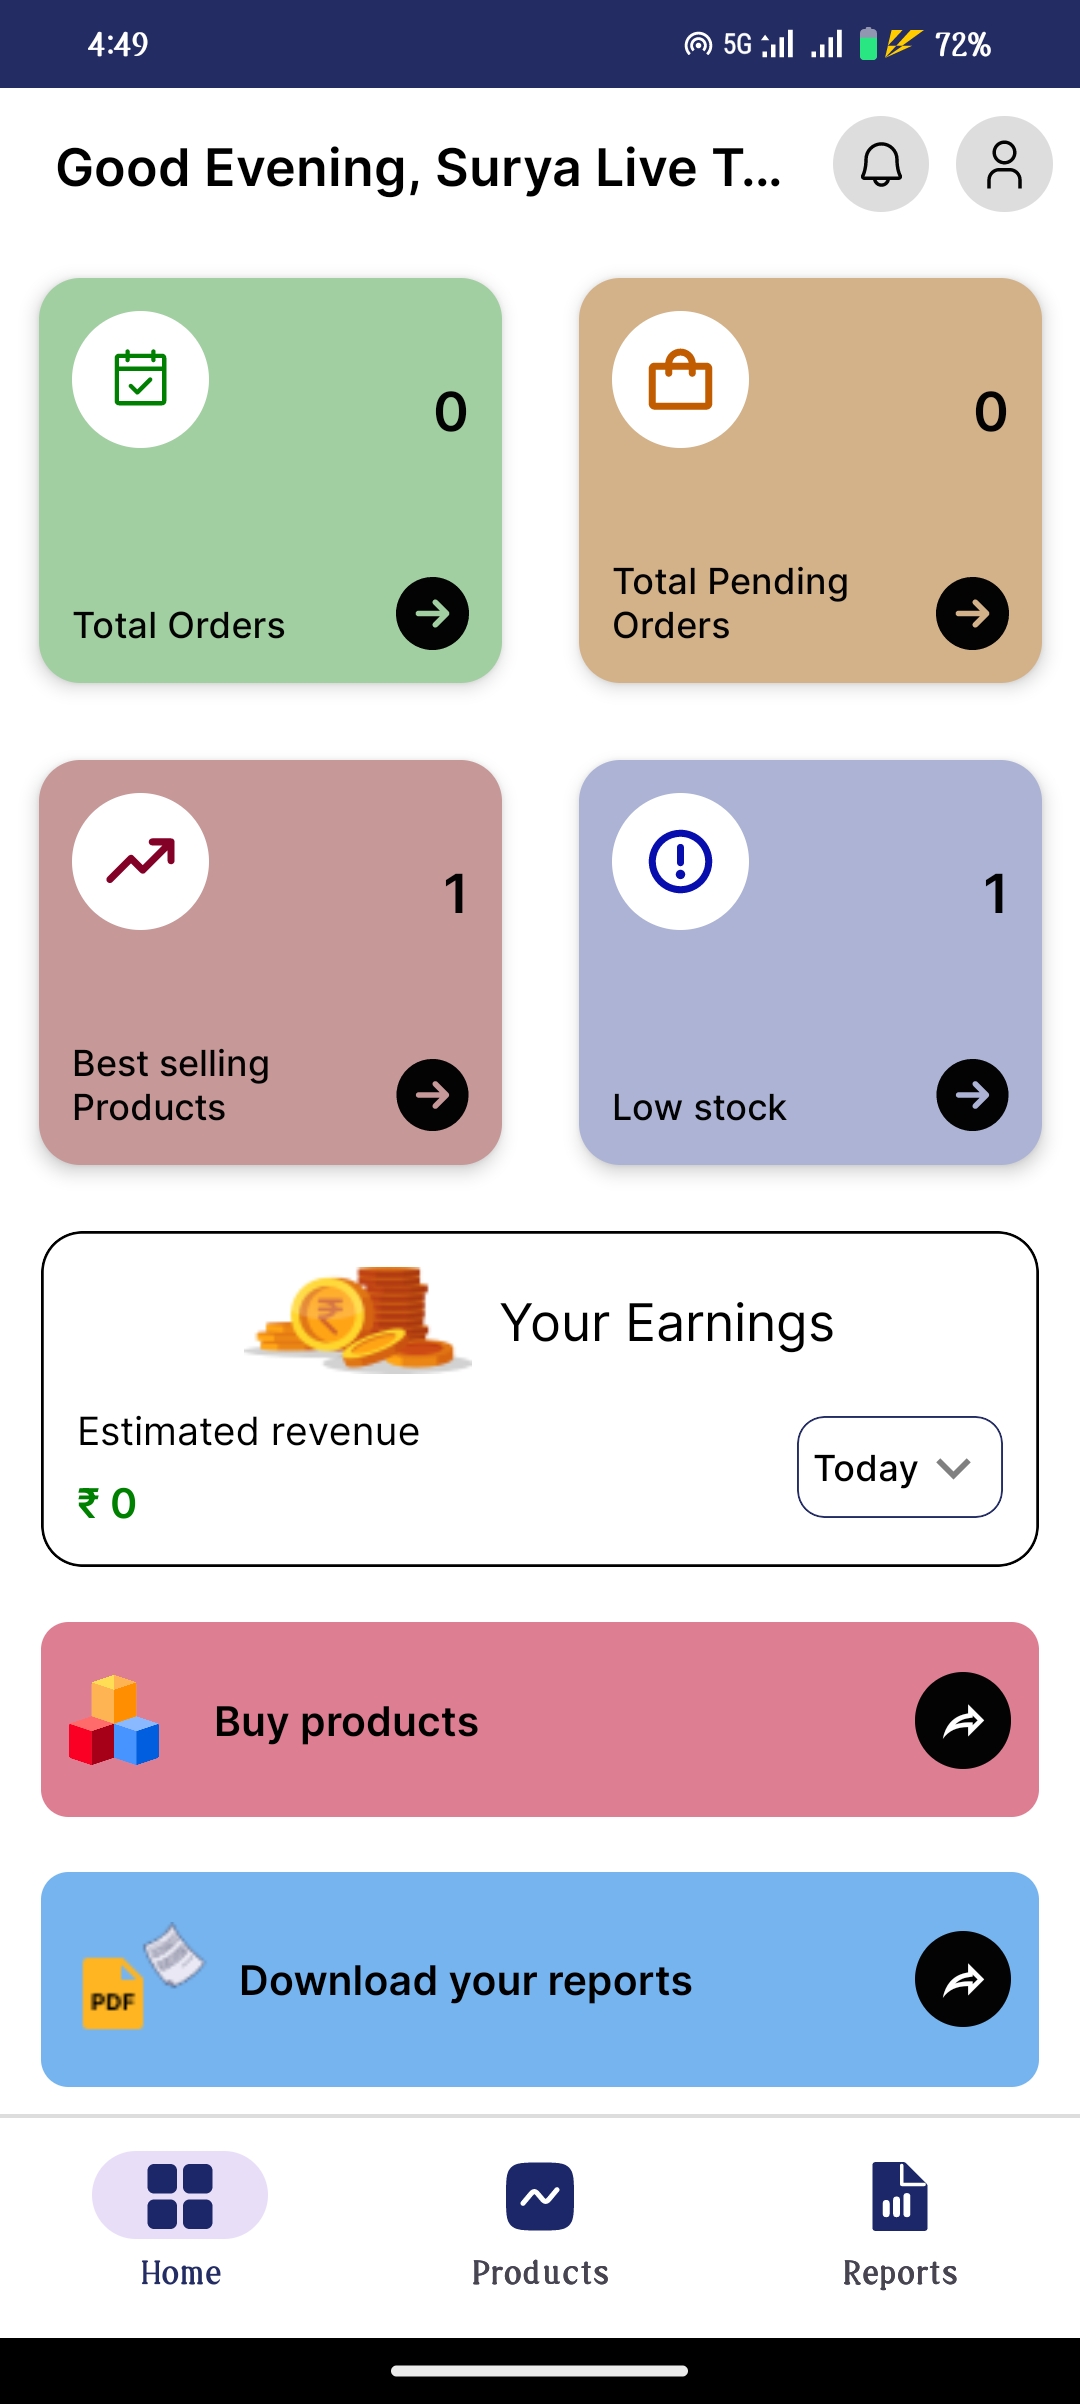 4:49
5G
72%
Good Evening, Surya Live T...
0
0
Total Orders
Total Pending
Orders
1
1
Best selling
Products
Low stock
Your Earnings
Estimated revenue
₹ 0
Today
Buy products
PDF
Download your reports
Home
Products
Reports